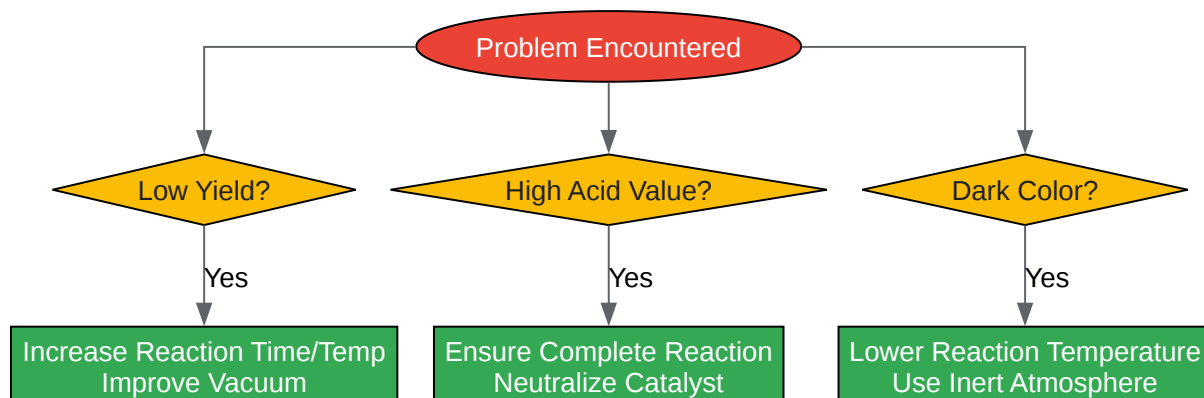 Problem Encountered
Low Yield?
High Acid Value?
Dark Color?
Yes
Yes
Yes
Increase Reaction Time/Temp
Improve Vacuum
Ensure Complete Reaction
Neutralize Catalyst
Lower Reaction Temperature
Use Inert Atmosphere